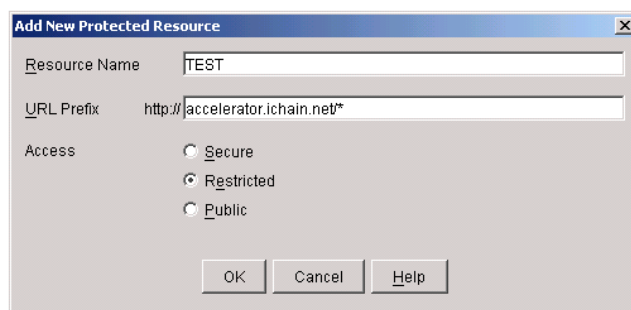 Add New Protected Resource
Resource Name TEST
URL Prefix http:// accelerator.ichain.net/*
Access Secure
Restricted
Public
OK Cancel Help